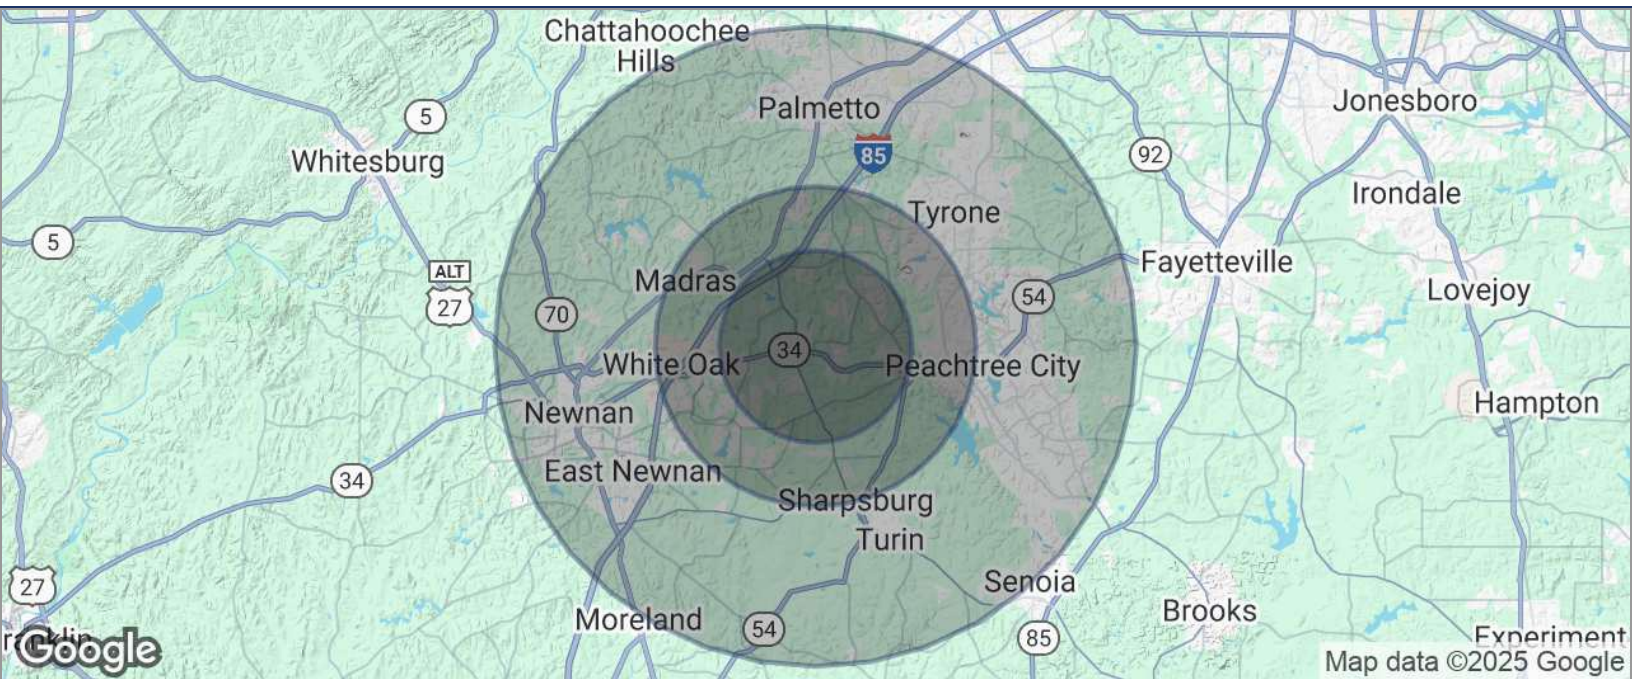 Chattahoochee
Hills
Palmetto
Jonesboro
5
85
92
Whitesburg
Irondale
Tyrone
5
Fayetteville
ALT
27
Madras
54
Lovejoy
70
34
White Oak
Peachtree City
Newnan
Hampton
East Newnan
34
Sharpsburg
Turin
27
Senoia
Brooks
Moreland
54
85
Experiment
Google
Map data ©2025 Google